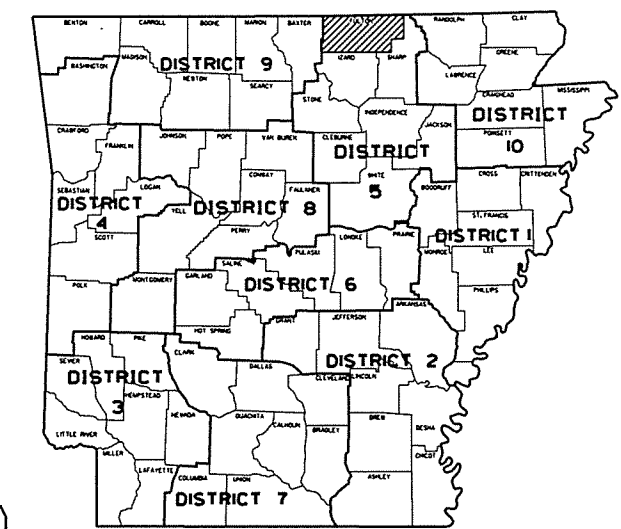 BENTON CARROLL BOONE MARION BAXTER FULTON RANDOLPH CLAY
MADISON DISTRICT 9 IZARD SHARP GREENE
WASHINGTON NEWTON SEARCY LAWRENCE
STONE CRAIGHEAD MISSISSIPPI
INDEPENDENCE DISTRICT
CRAWFORD JOHNSON POPE VAN BUREN CLEBURNE JACKSON POINSETT 10
FRANKLIN DISTRICT
CONWAY WHITE CROSS CRITTENDEN
SEBASTIAN LOGAN FAULKNER 5 WOODRUFF
DISTRICT YELL DISTRICT 8 ST. FRANCIS
4 PERRY LONOKE PRAIRIE DISTRICT 1
SCOTT PULASKI MONROE LEE
SALINE
POLK MONTGOMERY GARLAND DISTRICT 6 PHILLIPS
HOT SPRING GRANT JEFFERSON ARKANSAS
HOWARD PIKE CLARK
SEVIER DALLAS DISTRICT 2
DISTRICT CLEVELAND LINCOLN
3 HEMPSTEAD
NEVADA OUACHITA CALHOUN DREW DESHA
LITTLE RIVER BRADLEY
MILLER CHICOT
LAFAYETTE COLUMBIA UNION ASHLEY
DISTRICT 7